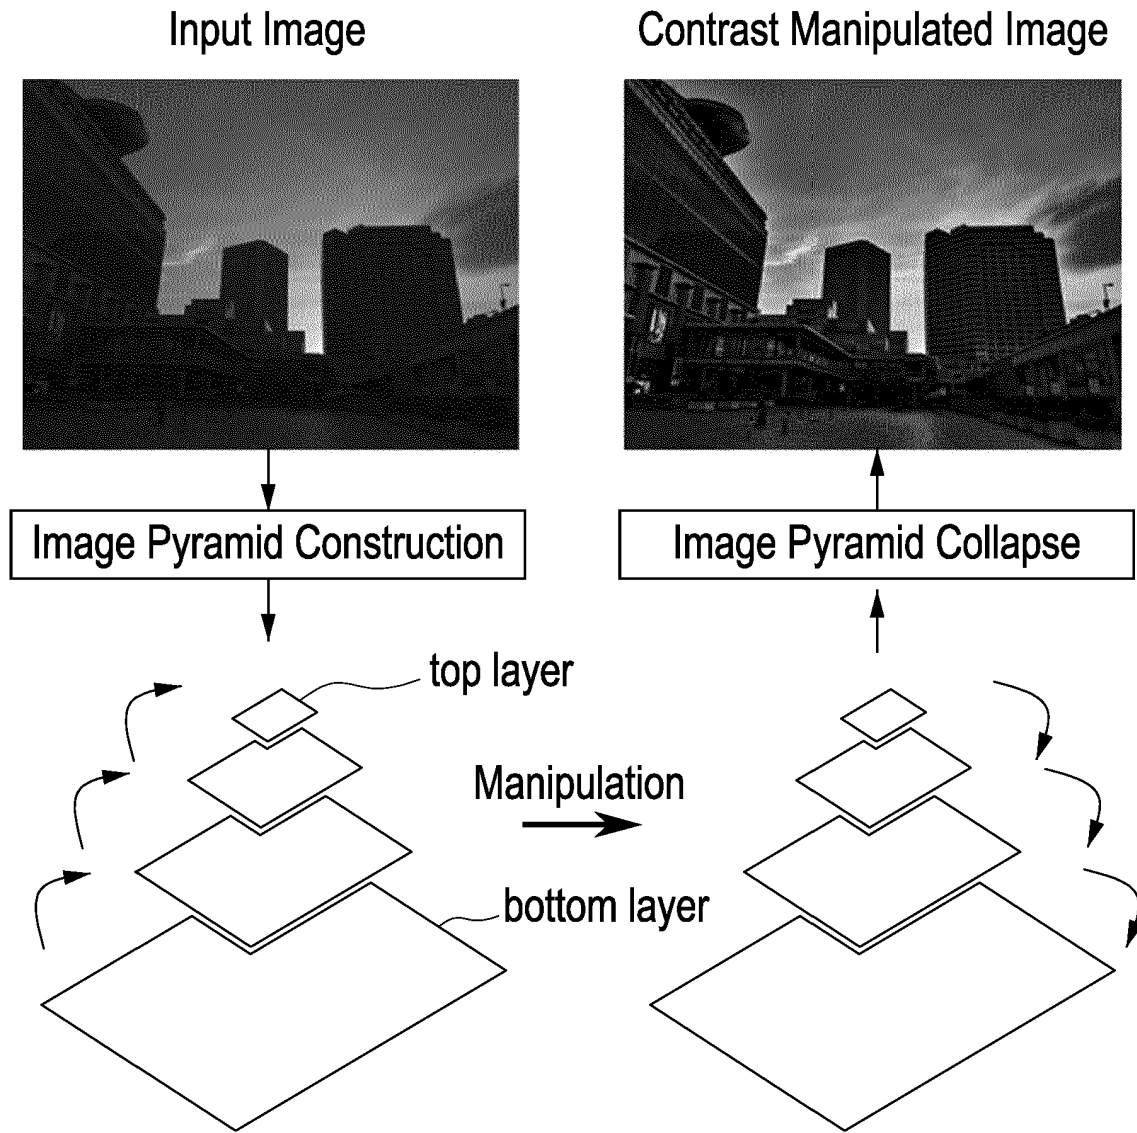 Input Image
Contrast Manipulated Image
Image Pyramid Construction
Image Pyramid Collapse
top layer
Manipulation
bottom layer